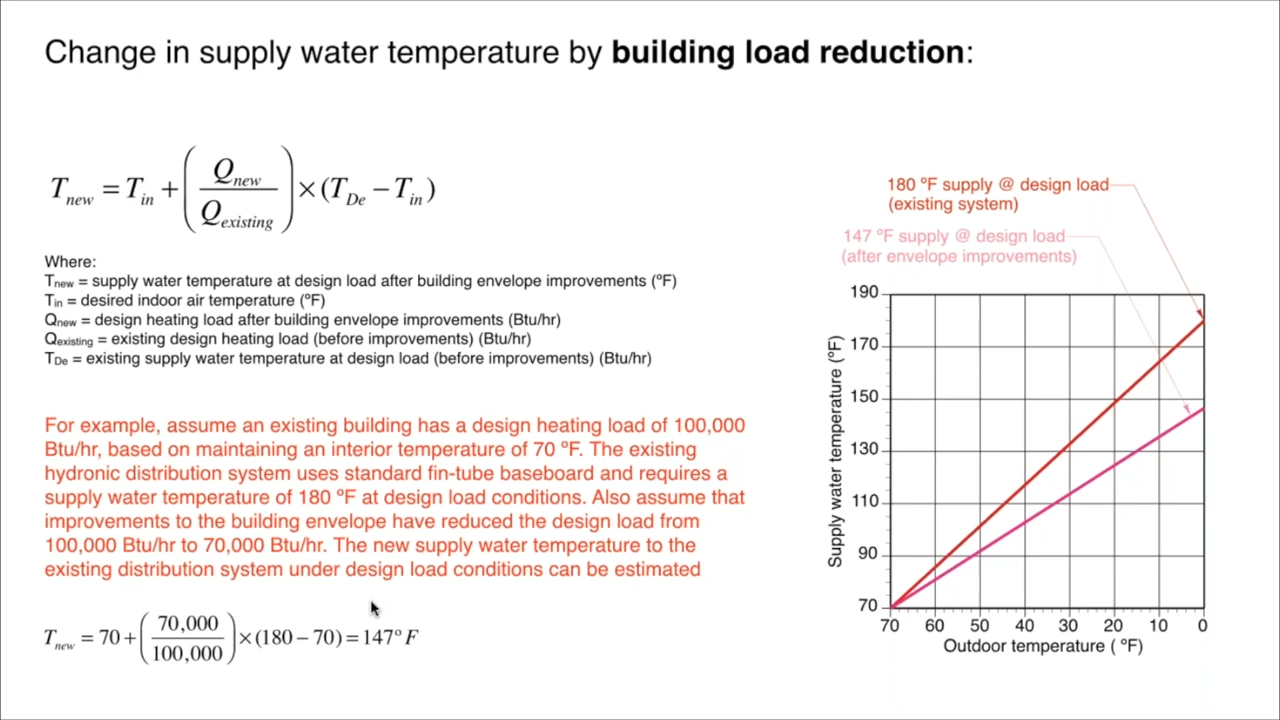 Change in supply water temperature by building load reduction:
T_new = T_in + (Q_new / Q_existing) × (T_De − T_in)
Where:
Tnew = supply water temperature at design load after building envelope improvements (ºF)
Tin = desired indoor air temperature (ºF)
Qnew = design heating load after building envelope improvements (Btu/hr)
Qexisting = existing design heating load (before improvements) (Btu/hr)
TDe = existing supply water temperature at design load (before improvements) (Btu/hr)
For example, assume an existing building has a design heating load of 100,000
Btu/hr, based on maintaining an interior temperature of 70 ºF. The existing
hydronic distribution system uses standard fin-tube baseboard and requires a
supply water temperature of 180 ºF at design load conditions. Also assume that
improvements to the building envelope have reduced the design load from
100,000 Btu/hr to 70,000 Btu/hr. The new supply water temperature to the
existing distribution system under design load conditions can be estimated
T_new = 70 + (70,000 / 100,000) × (180 − 70) = 147° F
180 ºF supply @ design load
(existing system)
147 ºF supply @ design load
(after envelope improvements)
Supply water temperature (ºF)
190
170
150
130
110
90
70
70 60 50 40 30 20 10 0
Outdoor temperature ( ºF)